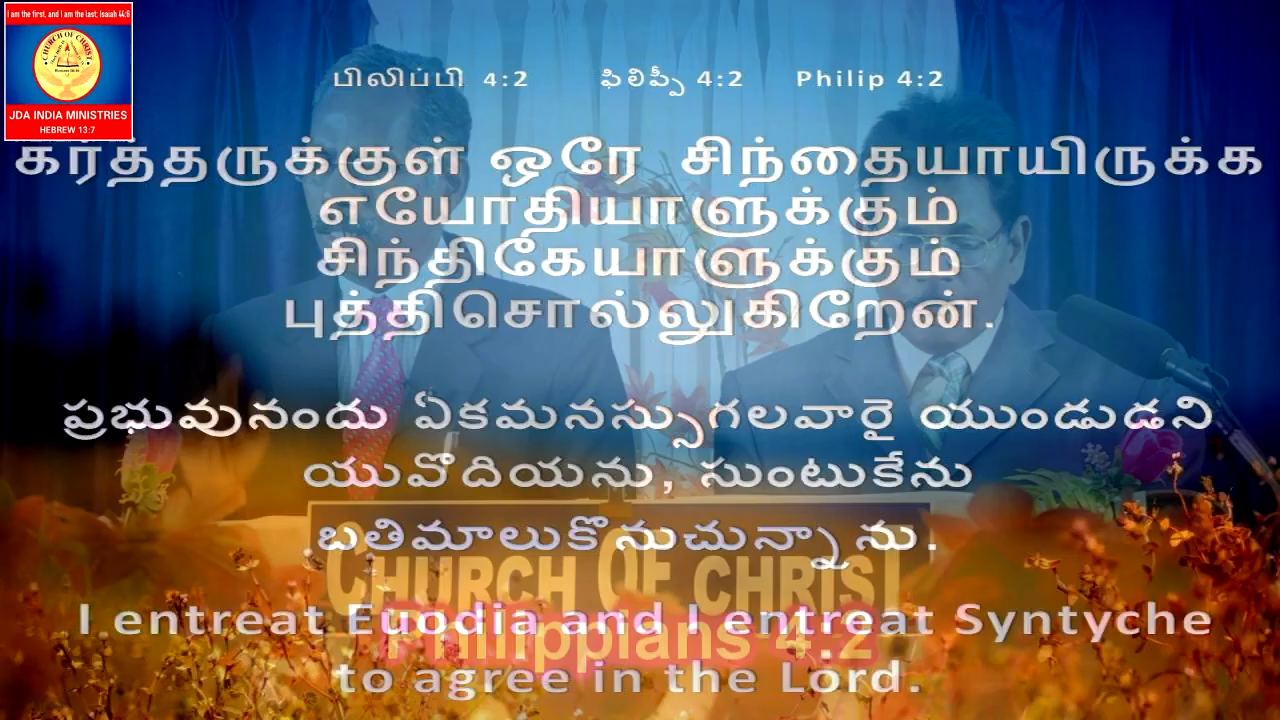 I am the first, and I am the last; Isaiah 44:6
CHURCH OF CHRIST
JDA INDIA MINISTRIES
HEBREW 13:7
பிலிப்பி 4:2 ఫిలిప్పీ 4:2 Philip 4:2
கர்த்தருக்குள் ஒரே சிந்தையாயிருக்க
எயோதியாளுக்கும்
சிந்திகேயாளுக்கும்
புத்திசொல்லுகிறேன்.
ప్రభువునందు ఏకమనస్సుగలవారై యుండుడని
యువొదియను, సుంటుకేను
బతిమాలుకొనుచున్నాను.
CHURCH OF CHRIST
I entreat Euodia and I entreat Syntyche
Philippians 4:2
to agree in the Lord.